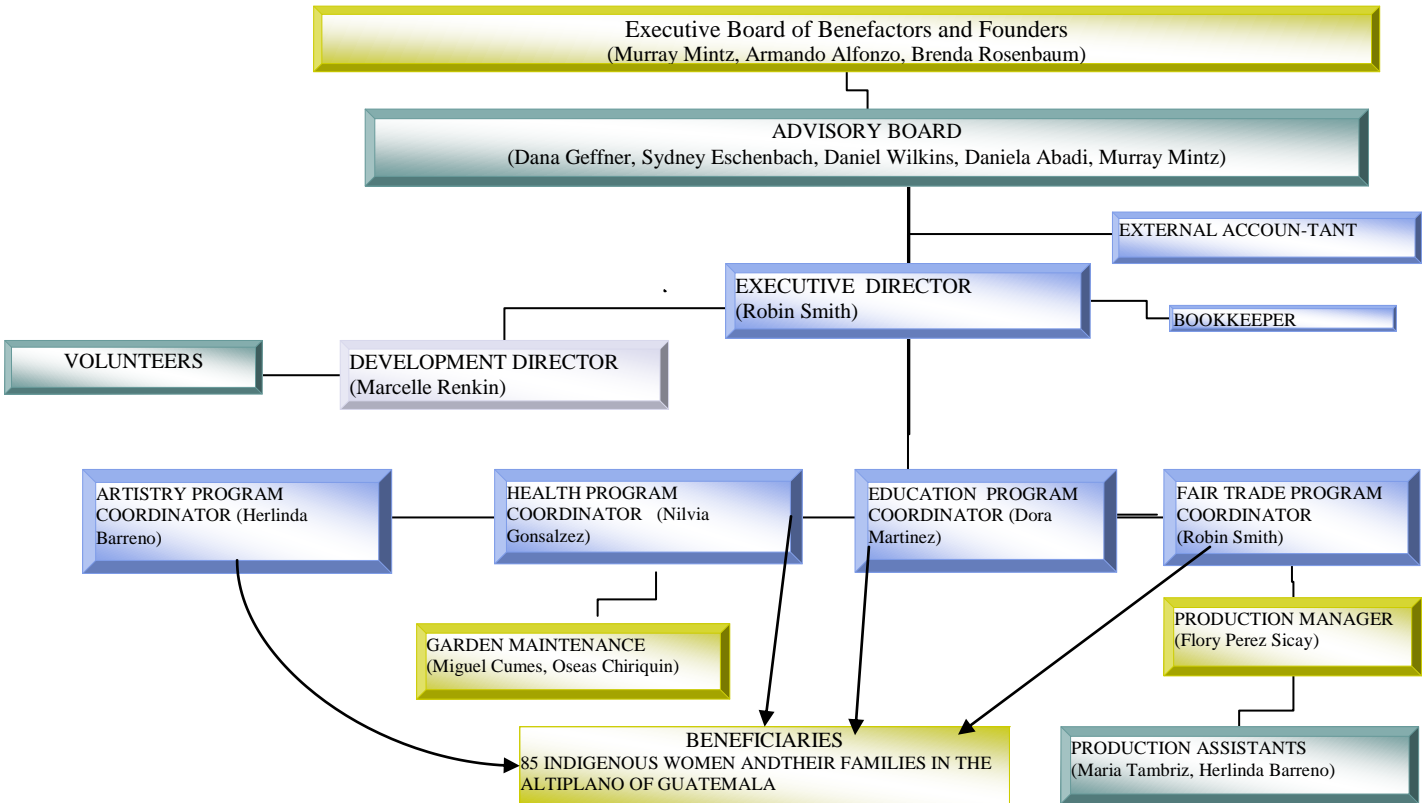 Executive Board of Benefactors and Founders
(Murray Mintz, Armando Alfonzo, Brenda Rosenbaum)
ADVISORY BOARD
(Dana Geffner, Sydney Eschenbach, Daniel Wilkins, Daniela Abadi, Murray Mintz)
EXTERNAL ACCOUN-TANT
EXECUTIVE DIRECTOR
(Robin Smith)
BOOKKEEPER
VOLUNTEERS
DEVELOPMENT DIRECTOR
(Marcelle Renkin)
ARTISTRY PROGRAM
COORDINATOR (Herlinda
Barreno)
HEALTH PROGRAM
COORDINATOR (Nilvia
Gonsalzez)
EDUCATION PROGRAM
COORDINATOR (Dora
Martinez)
FAIR TRADE PROGRAM
COORDINATOR
(Robin Smith)
GARDEN MAINTENANCE
(Miguel Cumes, Oseas Chiriquin)
PRODUCTION MANAGER
(Flory Perez Sicay)
BENEFICIARIES
85 INDIGENOUS WOMEN ANDTHEIR FAMILIES IN THE
ALTIPLANO OF GUATEMALA
PRODUCTION ASSISTANTS
(Maria Tambriz, Herlinda Barreno)